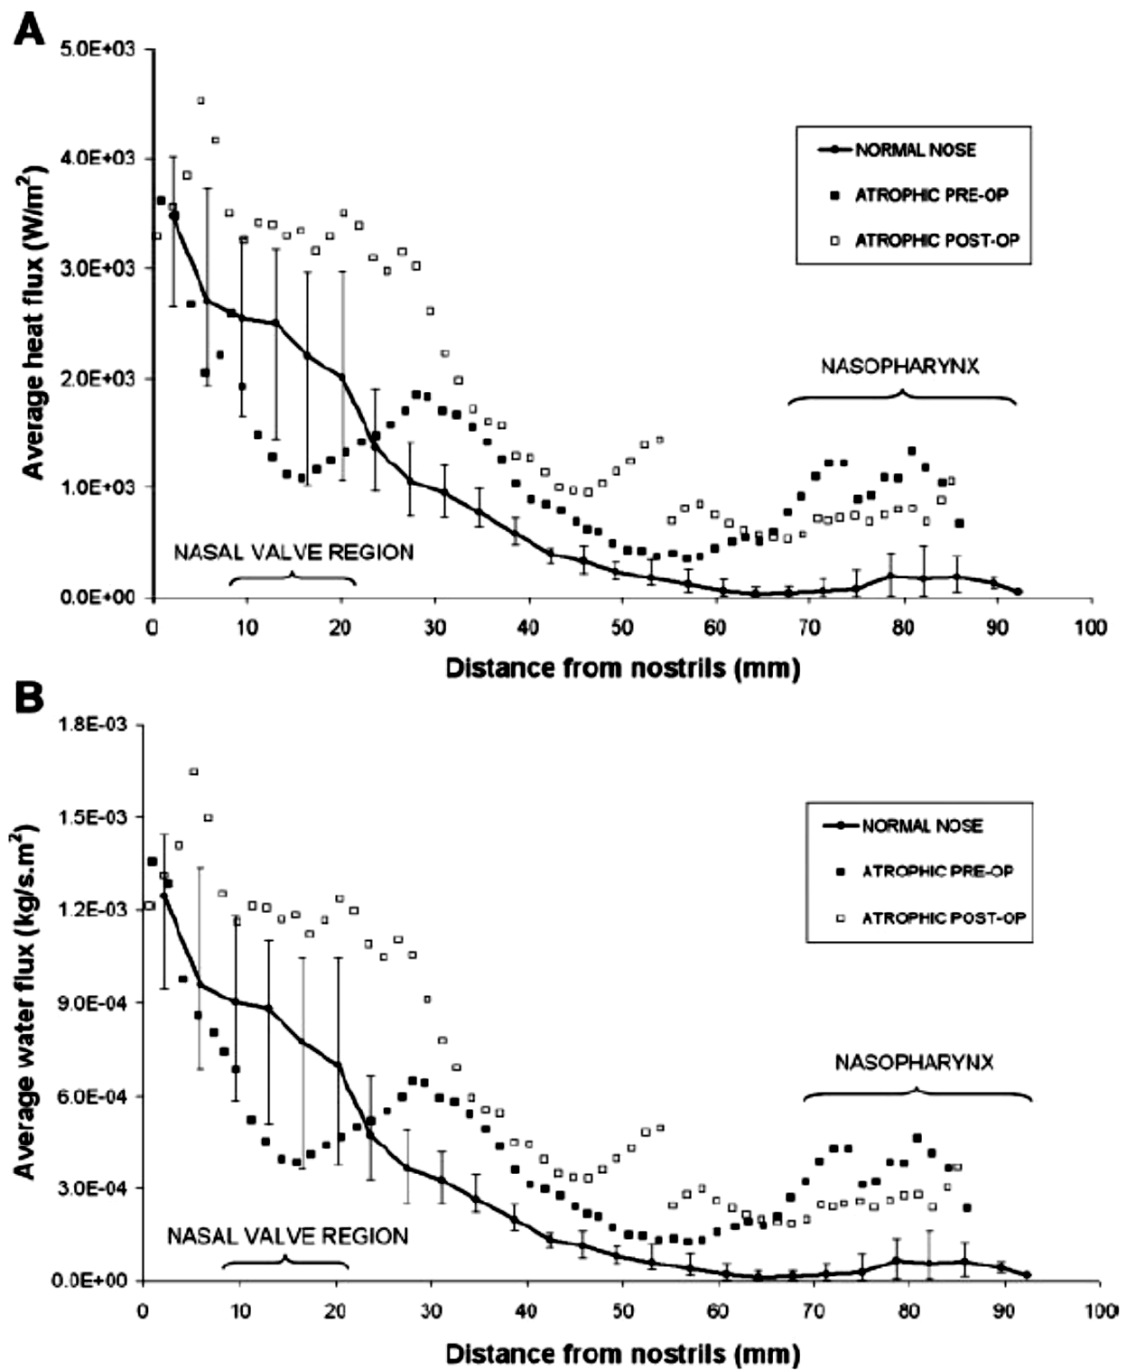 A
5.0E+03
4.0E+03
3.0E+03
2.0E+03
1.0E+03
0.0E+00
Average heat flux (W/m²)
NORMAL NOSE
ATROPHIC PRE-OP
ATROPHIC POST-OP
NASOPHARYNX
NASAL VALVE REGION
0 10 20 30 40 50 60 70 80 90 100
Distance from nostrils (mm)
B
1.8E-03
1.5E-03
1.2E-03
9.0E-04
6.0E-04
3.0E-04
0.0E+00
Average water flux (kg/s.m²)
NORMAL NOSE
ATROPHIC PRE-OP
ATROPHIC POST-OP
NASOPHARYNX
NASAL VALVE REGION
0 10 20 30 40 50 60 70 80 90 100
Distance from nostrils (mm)